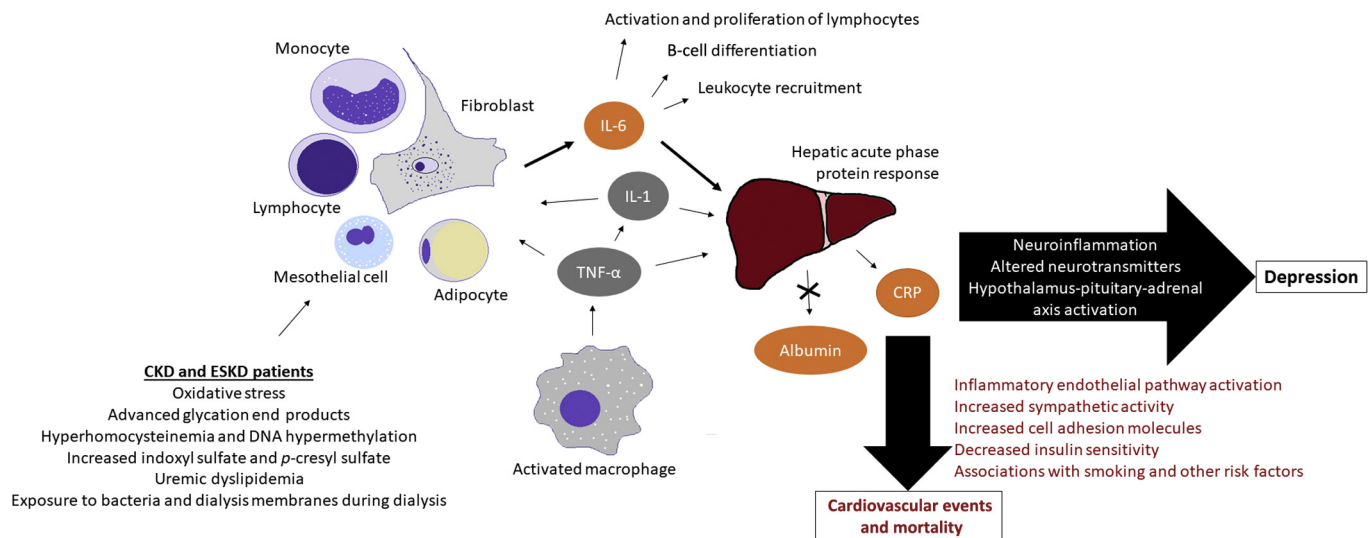 Activation and proliferation of lymphocytes
Monocyte
B-cell differentiation
Leukocyte recruitment
Fibroblast
IL-6
Hepatic acute phase
protein response
IL-1
Lymphocyte
TNF-α
Mesothelial cell
Adipocyte
CRP
Albumin
Neuroinflammation
Altered neurotransmitters
Hypothalamus-pituitary-adrenal
axis activation
Depression
CKD and ESKD patients
Oxidative stress
Advanced glycation end products
Hyperhomocysteinemia and DNA hypermethylation
Increased indoxyl sulfate and p-cresyl sulfate
Uremic dyslipidemia
Exposure to bacteria and dialysis membranes during dialysis
Activated macrophage
Inflammatory endothelial pathway activation
Increased sympathetic activity
Increased cell adhesion molecules
Decreased insulin sensitivity
Associations with smoking and other risk factors
Cardiovascular events
and mortality